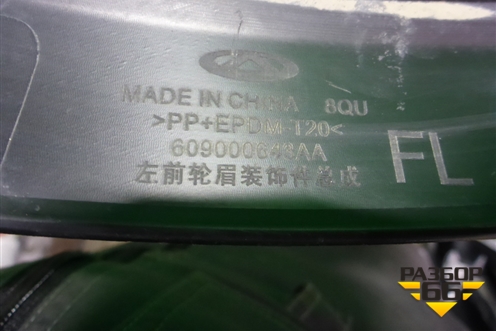 MADE IN CHINA 8QU
>PP+EPDM-T20<
609000643AA
左前轮眉装饰件总成
FL
РАЗБОР
66